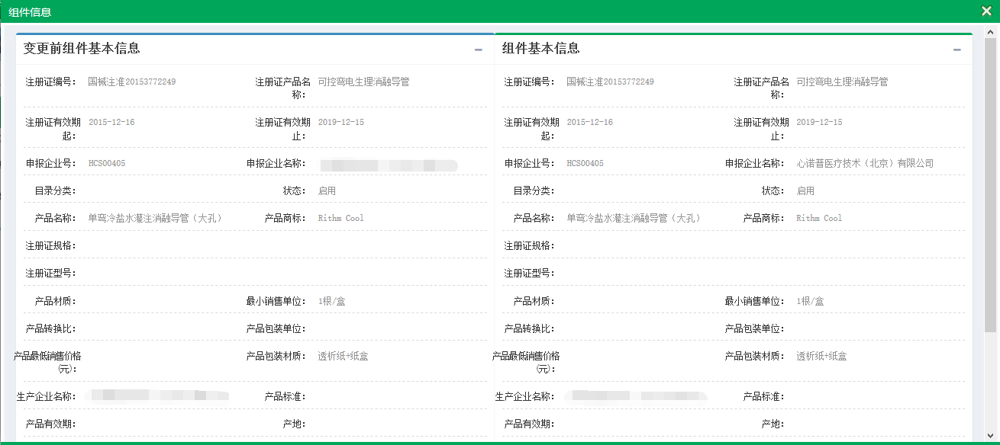 组件信息
变更前组件基本信息
注册证编号： 国械注准20153772249 注册证产品名 可控弯电生理消融导管
称：
注册证有效期 2015-12-16 注册证有效期 2019-12-15
起： 止：
申报企业号： HCS00405 申报企业名称：
目录分类： 状态： 启用
产品名称： 单弯冷盐水灌注消融导管（大孔） 产品商标： Rithm Cool
注册证规格：
注册证型号：
产品材质： 最小销售单位： 1根/盒
产品转换比： 产品包装单位：
产品最低销售价格 产品包装材质： 透析纸+纸盒
(元)：
生产企业名称： 产品标准：
产品有效期： 产地：
组件基本信息
注册证编号： 国械注准20153772249 注册证产品名 可控弯电生理消融导管
称：
注册证有效期 2015-12-16 注册证有效期 2019-12-15
起： 止：
申报企业号： HCS00405 申报企业名称： 心诺普医疗技术（北京）有限公司
目录分类： 状态： 启用
产品名称： 单弯冷盐水灌注消融导管（大孔） 产品商标： Rithm Cool
注册证规格：
注册证型号：
产品材质： 最小销售单位： 1根/盒
产品转换比： 产品包装单位：
产品最低销售价格 产品包装材质： 透析纸+纸盒
(元)：
生产企业名称： 产品标准：
产品有效期： 产地：